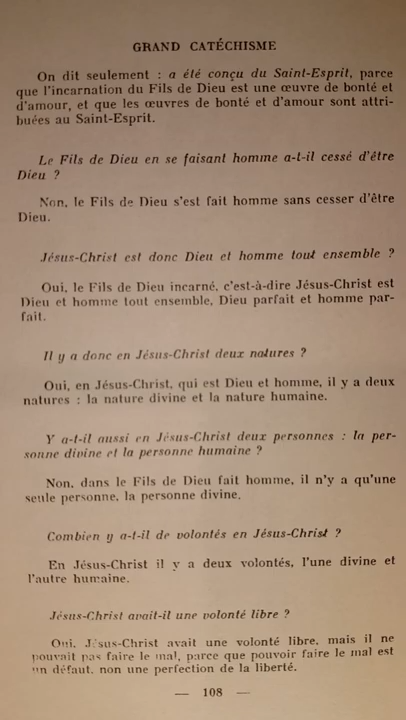 GRAND CATÉCHISME
On dit seulement : a été conçu du Saint-Esprit, parce
que l'incarnation du Fils de Dieu est une œuvre de bonté et
d'amour, et que les œuvres de bonté et d'amour sont attri-
buées au Saint-Esprit.
Le Fils de Dieu en se faisant homme a-t-il cessé d'être
Dieu ?
Non, le Fils de Dieu s'est fait homme sans cesser d'être
Dieu.
Jésus-Christ est donc Dieu et homme tout ensemble ?
Oui, le Fils de Dieu incarné, c'est-à-dire Jésus-Christ est
Dieu et homme tout ensemble, Dieu parfait et homme par-
fait.
Il y a donc en Jésus-Christ deux natures ?
Oui, en Jésus-Christ, qui est Dieu et homme, il y a deux
natures : la nature divine et la nature humaine.
Y a-t-il aussi en Jésus-Christ deux personnes : la per-
sonne divine et la personne humaine ?
Non, dans le Fils de Dieu fait homme, il n'y a qu'une
seule personne, la personne divine.
Combien y a-t-il de volontés en Jésus-Christ ?
En Jésus-Christ il y a deux volontés, l'une divine et
l'autre humaine.
Jésus-Christ avait-il une volonté libre ?
Oui, Jésus-Christ avait une volonté libre, mais il ne
pouvait pas faire le mal, parce que pouvoir faire le mal est
un défaut, non une perfection de la liberté.
— 108 —